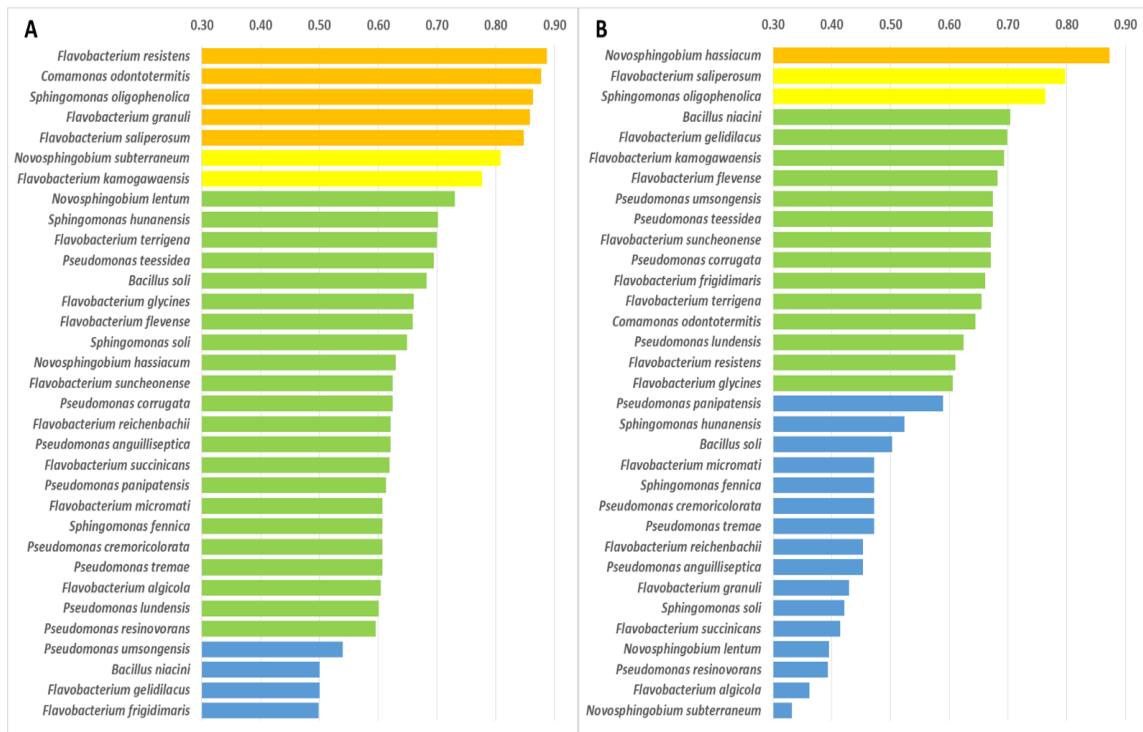 A
0.30 0.40 0.50 0.60 0.70 0.80 0.90
Flavobacterium resistens
Comamonas odontotermitis
Sphingomonas oligophenolica
Flavobacterium granuli
Flavobacterium saliperosum
Novosphingobium subterraneum
Flavobacterium kamogawaensis
Novosphingobium lentum
Sphingomonas hunanensis
Flavobacterium terrigena
Pseudomonas teessidea
Bacillus soli
Flavobacterium glycines
Flavobacterium flevense
Sphingomonas soli
Novosphingobium hassiacum
Flavobacterium suncheonense
Pseudomonas corrugata
Flavobacterium reichenbachii
Pseudomonas anguilliseptica
Flavobacterium succinicans
Pseudomonas panipatensis
Flavobacterium micromati
Sphingomonas fennica
Pseudomonas cremoricolorata
Pseudomonas tremae
Flavobacterium algicola
Pseudomonas lundensis
Pseudomonas resinovorans
Pseudomonas umsongensis
Bacillus niacini
Flavobacterium gelidilacus
Flavobacterium frigidimaris
B
0.30 0.40 0.50 0.60 0.70 0.80 0.90
Novosphingobium hassiacum
Flavobacterium saliperosum
Sphingomonas oligophenolica
Bacillus niacini
Flavobacterium gelidilacus
Flavobacterium kamogawaensis
Flavobacterium flevense
Pseudomonas umsongensis
Pseudomonas teessidea
Flavobacterium suncheonense
Pseudomonas corrugata
Flavobacterium frigidimaris
Flavobacterium terrigena
Comamonas odontotermitis
Pseudomonas lundensis
Flavobacterium resistens
Flavobacterium glycines
Pseudomonas panipatensis
Sphingomonas hunanensis
Bacillus soli
Flavobacterium micromati
Sphingomonas fennica
Pseudomonas cremoricolorata
Pseudomonas tremae
Flavobacterium reichenbachii
Pseudomonas anguilliseptica
Flavobacterium granuli
Sphingomonas soli
Flavobacterium succinicans
Novosphingobium lentum
Pseudomonas resinovorans
Flavobacterium algicola
Novosphingobium subterraneum